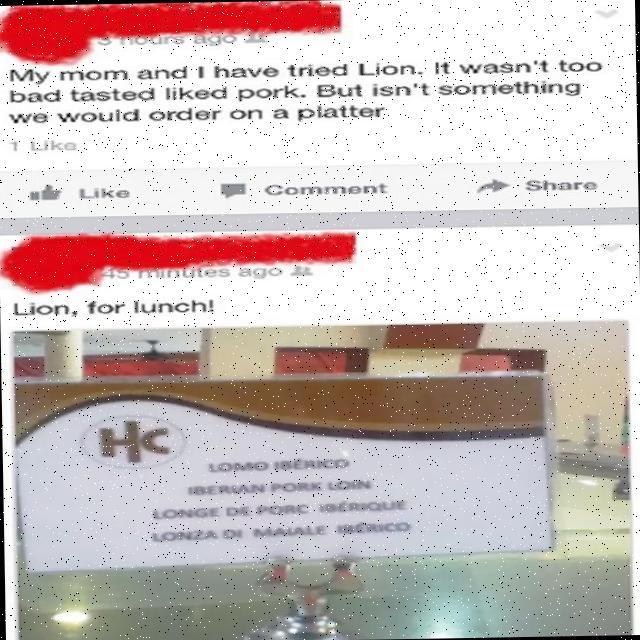 3 hours ago
My mom and I have tried Lion. It wasn't too
bad tasted liked pork. But isn't something
we would order on a platter
1 Like
Like Comment Share
45 minutes ago
Lion, for lunch!
HC
LOMO IBÉRICO
IBERIAN PORK LOIN
LONGE DE PORC IBÉRIQUE
LONZA DI MAIALE IBÉRICO